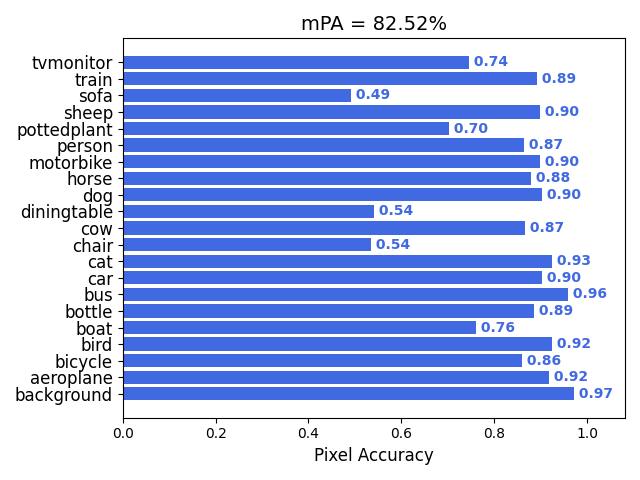 mPA = 82.52%
tvmonitor 0.74
train 0.89
sofa 0.49
sheep 0.90
pottedplant 0.70
person 0.87
motorbike 0.90
horse 0.88
dog 0.90
diningtable 0.54
cow 0.87
chair 0.54
cat 0.93
car 0.90
bus 0.96
bottle 0.89
boat 0.76
bird 0.92
bicycle 0.86
aeroplane 0.92
background 0.97
0.0 0.2 0.4 0.6 0.8 1.0
Pixel Accuracy